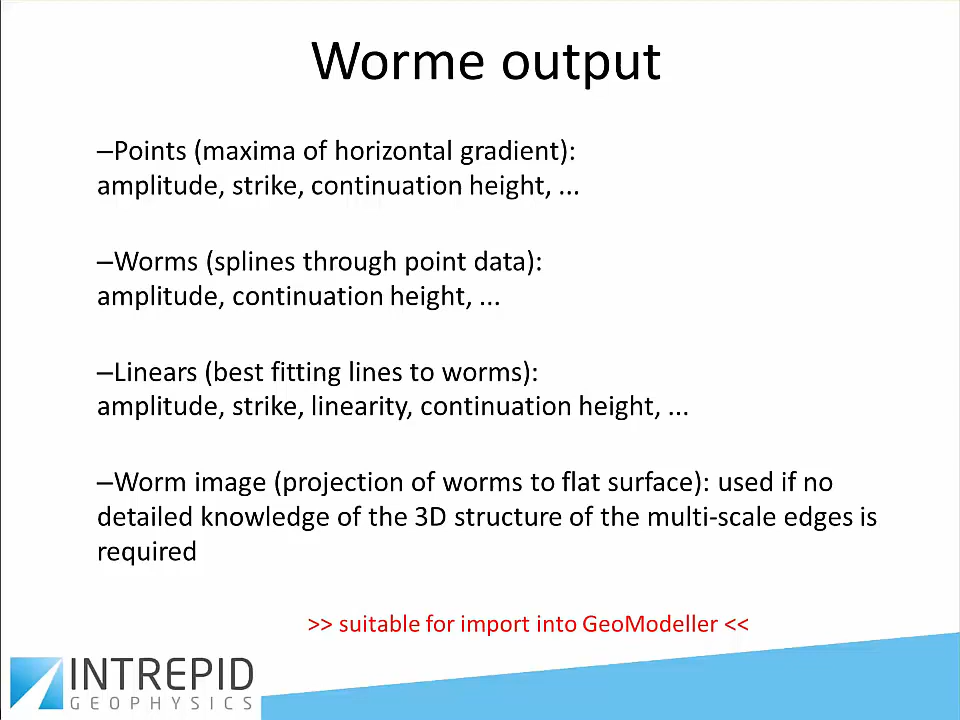 Worme output
–Points (maxima of horizontal gradient):
amplitude, strike, continuation height, ...
–Worms (splines through point data):
amplitude, continuation height, ...
–Linears (best fitting lines to worms):
amplitude, strike, linearity, continuation height, ...
–Worm image (projection of worms to flat surface): used if no
detailed knowledge of the 3D structure of the multi-scale edges is
required
>> suitable for import into GeoModeller <<
INTREPID
GEOPHYSICS